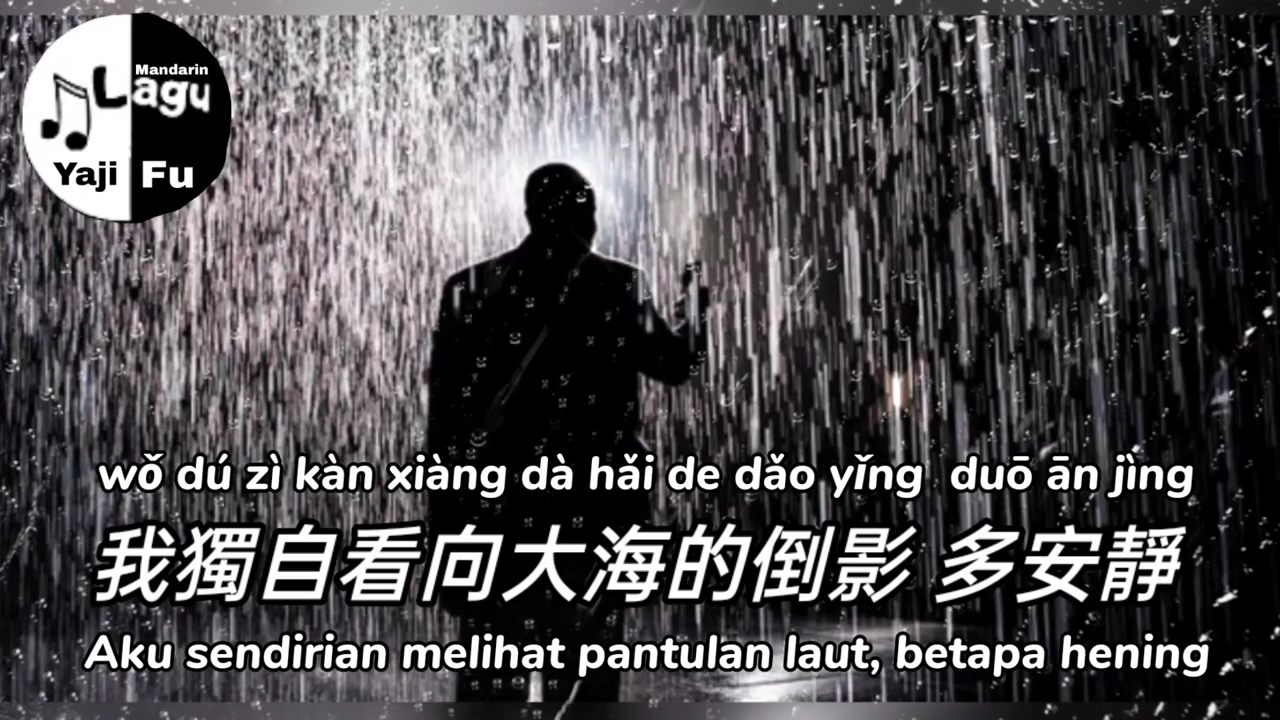 Mandarin
Lagu
Yaji Fu
wǒ dú zì kàn xiàng dà hǎi de dǎo yǐng duō ān jìng
我獨自看向大海的倒影 多安靜
Aku sendirian melihat pantulan laut, betapa hening